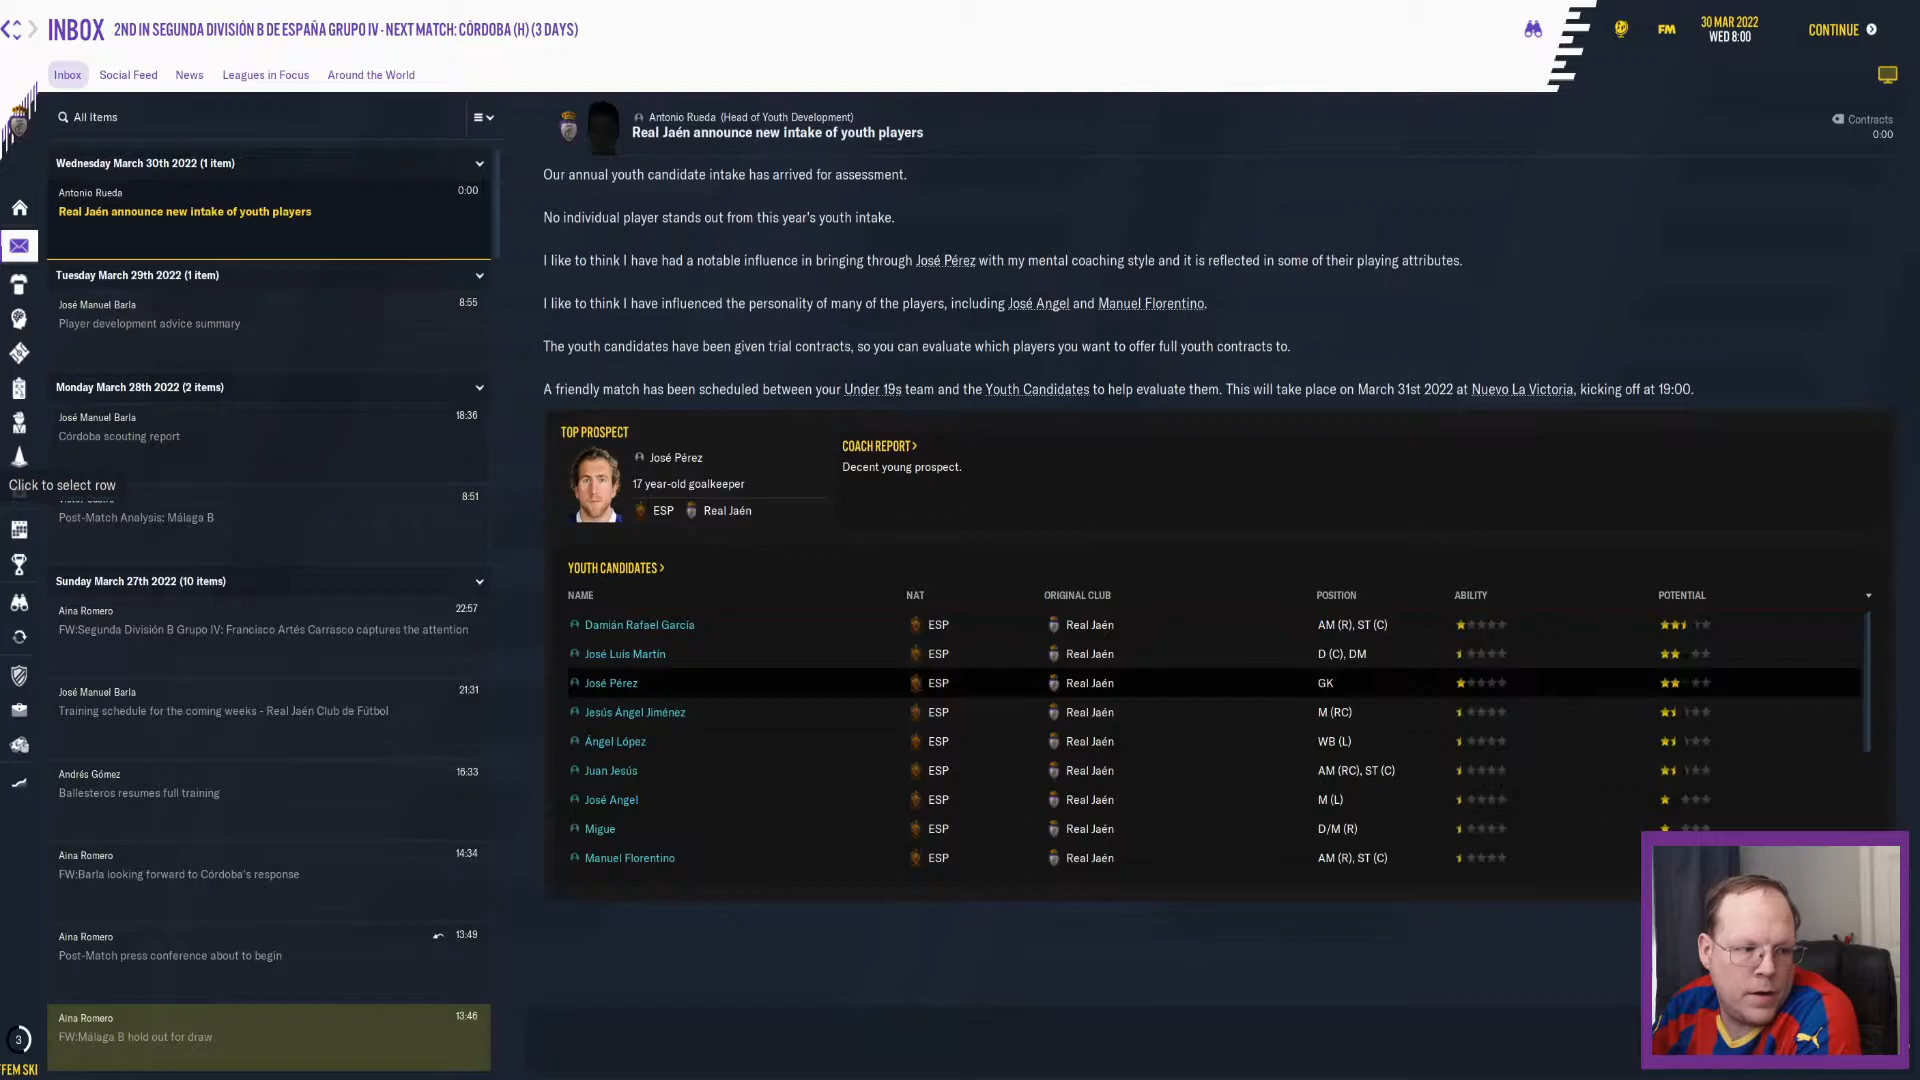 INBOX
2ND IN SEGUNDA DIVISIÓN B DE ESPAÑA GRUPO IV - NEXT MATCH: CÓRDOBA (H) (3 DAYS)
FM
30 MAR 2022
WED 8:00
CONTINUE
Inbox Social Feed News Leagues in Focus Around the World
All Items
Wednesday March 30th 2022 (1 item)
Antonio Rueda 0:00
Real Jaén announce new intake of youth players
Tuesday March 29th 2022 (1 item)
José Manuel Barla 8:55
Player development advice summary
Monday March 28th 2022 (2 items)
José Manuel Barla 18:36
Córdoba scouting report
Click to select row
8:51
Post-Match Analysis: Málaga B
Sunday March 27th 2022 (10 items)
Aina Romero 22:57
FW:Segunda División B Grupo IV: Francisco Artés Carrasco captures the attention
José Manuel Barla 21:31
Training schedule for the coming weeks - Real Jaén Club de Fútbol
Andrés Gómez 16:33
Ballesteros resumes full training
Aina Romero 14:34
FW:Barla looking forward to Córdoba's response
Aina Romero 13:49
Post-Match press conference about to begin
Aina Romero 13:46
FW:Málaga B hold out for draw
3
FFEM SKI
Antonio Rueda (Head of Youth Development)
Real Jaén announce new intake of youth players
Contracts
0:00
Our annual youth candidate intake has arrived for assessment.
No individual player stands out from this year's youth intake.
I like to think I have had a notable influence in bringing through José Pérez with my mental coaching style and it is reflected in some of their playing attributes.
I like to think I have influenced the personality of many of the players, including José Angel and Manuel Florentino.
The youth candidates have been given trial contracts, so you can evaluate which players you want to offer full youth contracts to.
A friendly match has been scheduled between your Under 19s team and the Youth Candidates to help evaluate them. This will take place on March 31st 2022 at Nuevo La Victoria, kicking off at 19:00.
TOP PROSPECT
José Pérez
17 year-old goalkeeper
ESP Real Jaén
COACH REPORT >
Decent young prospect.
YOUTH CANDIDATES >
NAME NAT ORIGINAL CLUB POSITION ABILITY POTENTIAL
Damián Rafael García ESP Real Jaén AM (R), ST (C)
José Luís Martín ESP Real Jaén D (C), DM
José Pérez ESP Real Jaén GK
Jesús Ángel Jiménez ESP Real Jaén M (RC)
Ángel López ESP Real Jaén WB (L)
Juan Jesús ESP Real Jaén AM (RC), ST (C)
José Angel ESP Real Jaén M (L)
Migue ESP Real Jaén D/M (R)
Manuel Florentino ESP Real Jaén AM (R), ST (C)